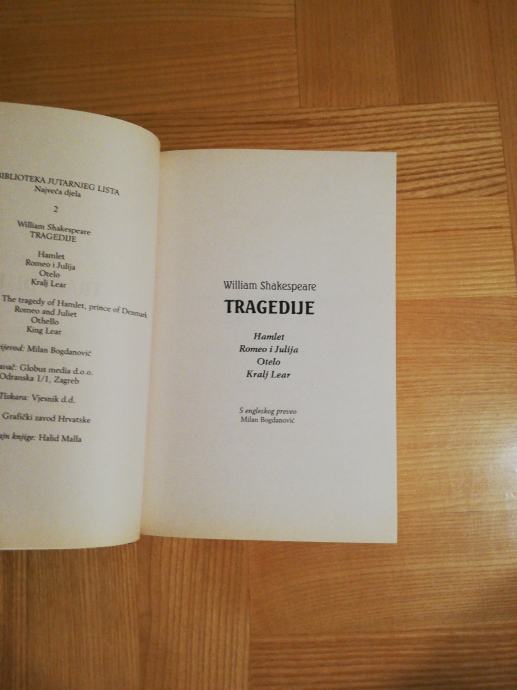 BIBLIOTEKA JUTARNJEG LISTA
Najveća djela
2
William Shakespeare
TRAGEDIJE
Hamlet
Romeo i Julija
Otelo
Kralj Lear
The tragedy of Hamlet, prince of Denmark
Romeo and Juliet
Othello
King Lear
Milan Bogdanović
Globus media d.o.o.
Odranska 1/1, Zagreb
Tiskara: Vjesnik d.d.
Grafički zavod Hrvatske
knjige: Halid Malla
William Shakespeare
TRAGEDIJE
Hamlet
Romeo i Julija
Otelo
Kralj Lear
S engleskog preveo
Milan Bogdanović